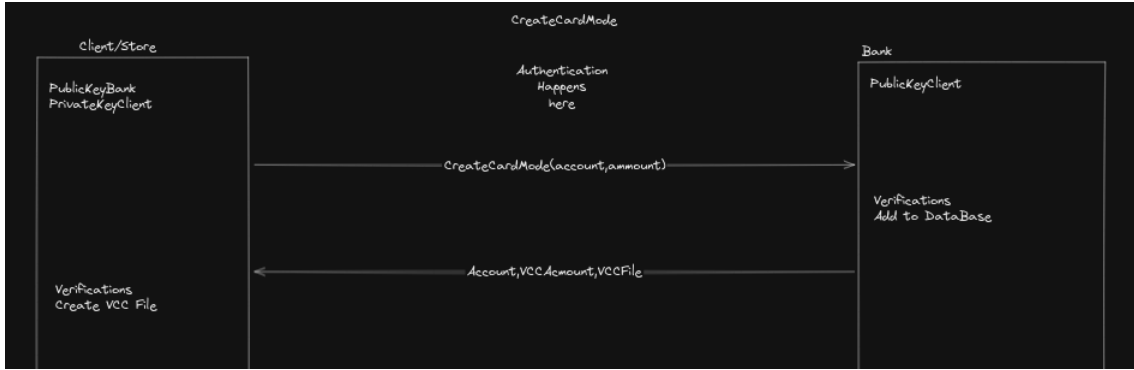 CreateCardMode
Client/Store
Bank
Authentication
Happens
here
PublicKeyBank
PrivateKeyClient
PublicKeyClient
CreateCardMode(account,ammount)
Verifications
Add to DataBase
Account,VCCAcmount,VCCFile
Verifications
Create VCC File